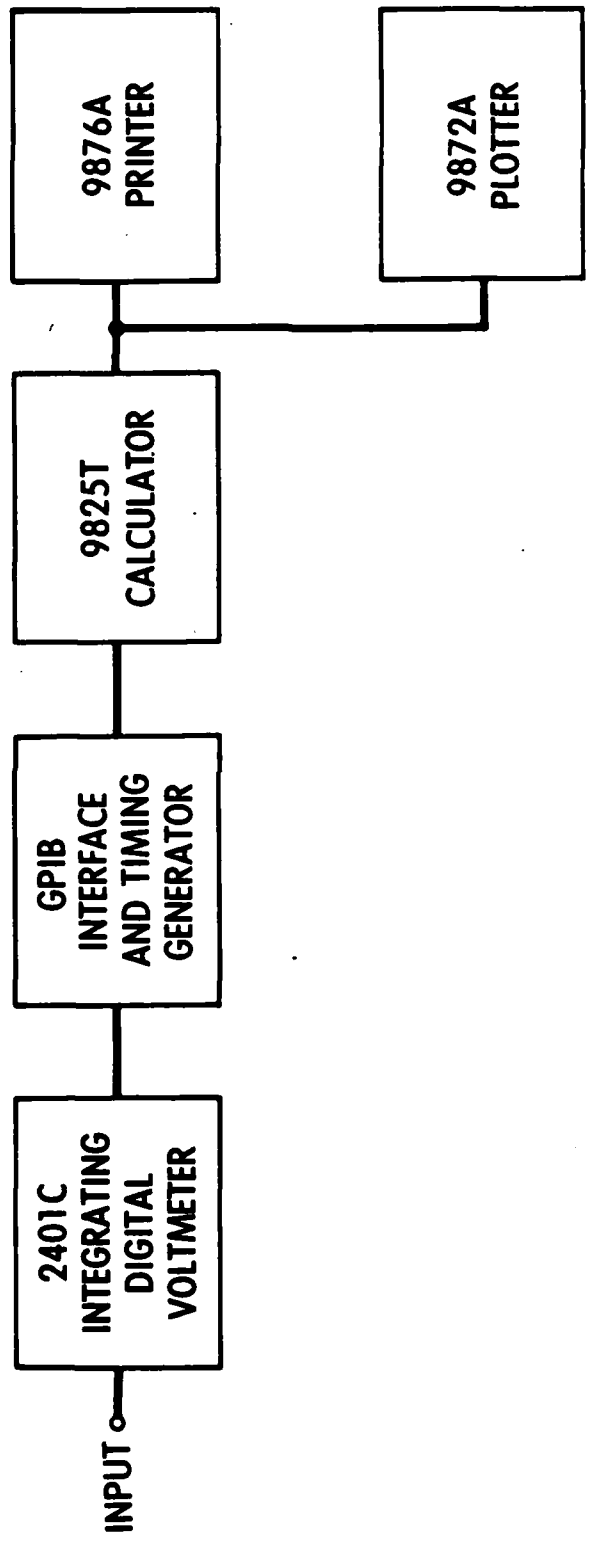 INPUT
2401C
INTEGRATING
DIGITAL
VOLTMETER
GPIB
INTERFACE
AND TIMING
GENERATOR
9825T
CALCULATOR
9876A
PRINTER
9872A
PLOTTER